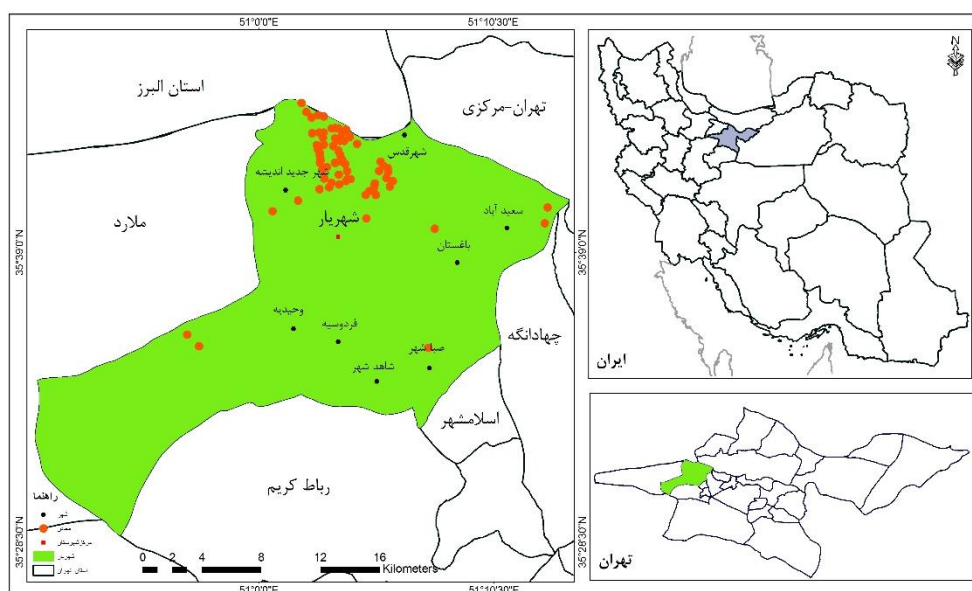 51°0'0"E
51°10'30"E
استان البرز
تهران-مرکزی
شهرقدس
شهر جدید اندیشه
ملارد
شهریار
سعید آباد
باغستان
35°39'0"N
35°39'0"N
وحیدیه
فردوسیه
چهادانگه
صباشهر
شاهد شهر
اسلامشهر
رباط کریم
راهنما
شهر
مرکزشهرستان
شهریار
استان تهران
35°28'30"N
35°28'30"N
0 2 4 8 12 16
Kilometers
51°0'0"E
51°10'30"E
N
ایران
تهران